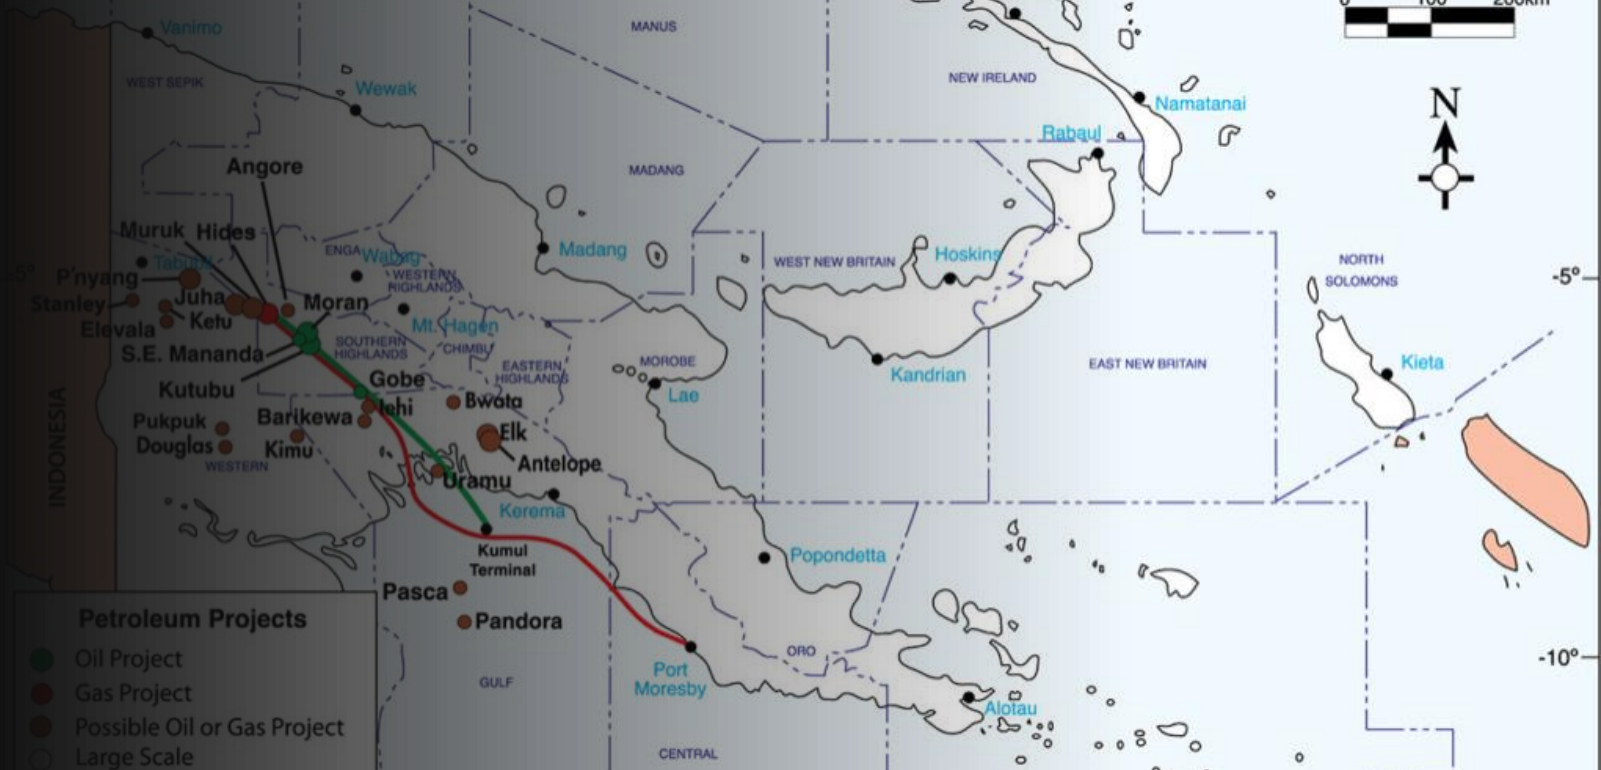 0 100 200km
Vanimo
MANUS
WEST SEPIK
NEW IRELAND
Wewak
N
Namatanai
Rabaul
Angore
MADANG
Muruk Hides
ENGA
Wabag
Madang
Hoskins
WEST NEW BRITAIN
NORTH
SOLOMONS
-5°
Tabubil
P'nyang
WESTERN
HIGHLANDS
-5°
Stanley
Juha
Moran
Elevala
Ketu
Mt. Hagen
S.E. Mananda
SOUTHERN
HIGHLANDS
CHIMBU
EASTERN
HIGHLANDS
MOROBE
EAST NEW BRITAIN
Kieta
Kandrian
Kutubu
Gobe
Lae
Iehi
Bwata
INDONESIA
Pukpuk
Barikewa
Douglas
Kimu
Elk
WESTERN
Antelope
Uramu
Kerema
Kumul
Terminal
Popondetta
Pasca
Pandora
Petroleum Projects
Oil Project
Gas Project
Possible Oil or Gas Project
Large Scale
ORO
-10°
Port
Moresby
GULF
Alotau
CENTRAL